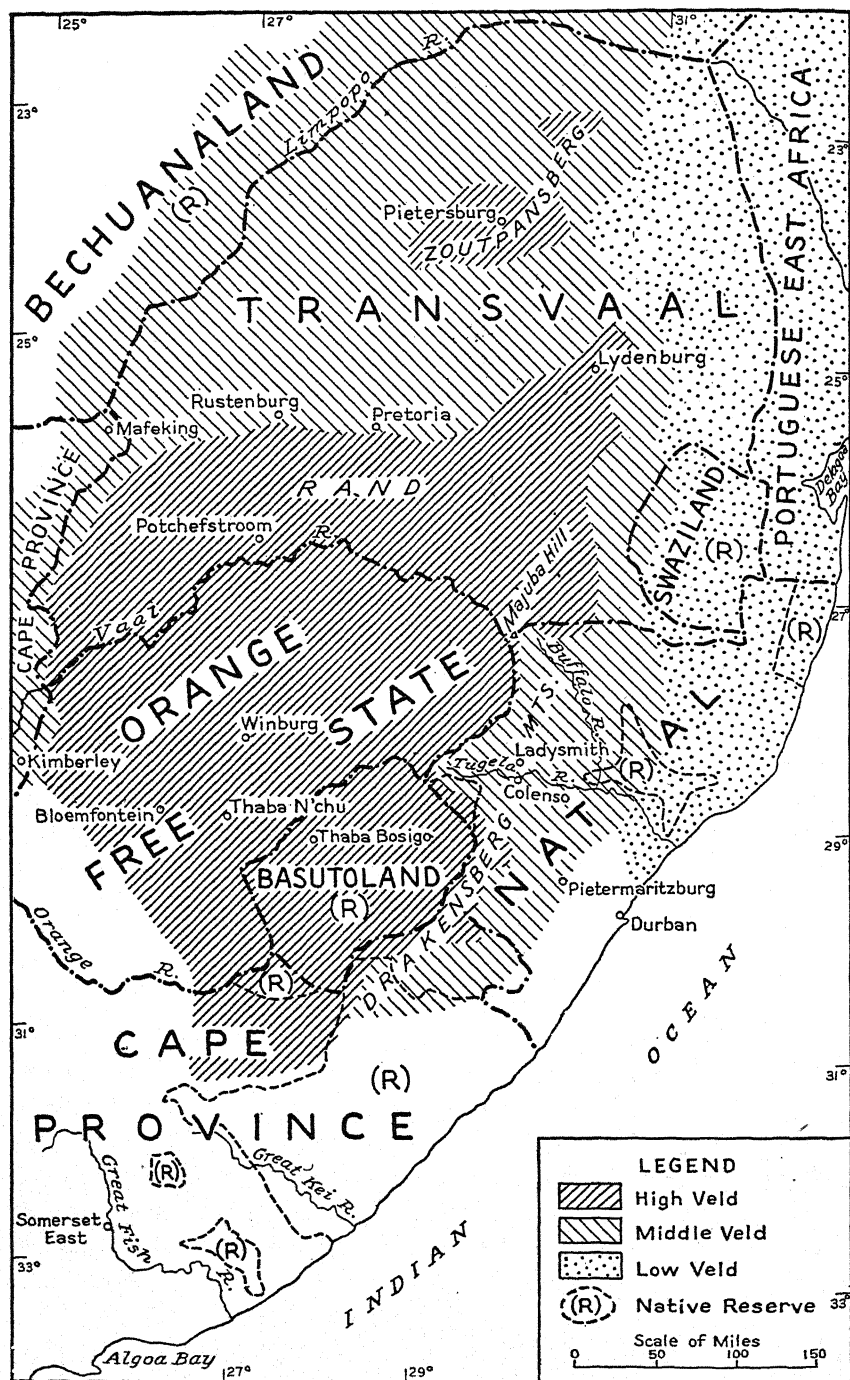 25°
27°
31°
23°
23°
BECHUANALAND
Limpopo R.
(R)
PORTUGUESE EAST AFRICA
Pietersburg
ZOUTPANSBERG
TRANSVAAL
25°
25°
Lydenburg
Rustenburg
Pretoria
Mafeking
CAPE PROVINCE
RAND
Potchefstroom
Delagoa Bay
SWAZILAND
(R)
Vaal R.
Majuba Hill
27°
(R)
ORANGE
FREE
STATE
Winburg
Buffalo R.
MTS.
DRAKENSBERG
NATAL
Ladysmith
Tugela R.
Colenso
(R)
Kimberley
Bloemfontein
Thaba N'chu
Thaba Bosigo
29°
BASUTOLAND
(R)
Pietermaritzburg
Durban
Orange R.
(R)
31°
31°
CAPE
PROVINCE
(R)
INDIAN
OCEAN
(R)
Great Kei R.
Great Fish R.
Somerset East
(R)
33°
33°
Algoa Bay
27°
29°
LEGEND
High Veld
Middle Veld
Low Veld
(R) Native Reserve
Scale of Miles
0 50 100 150